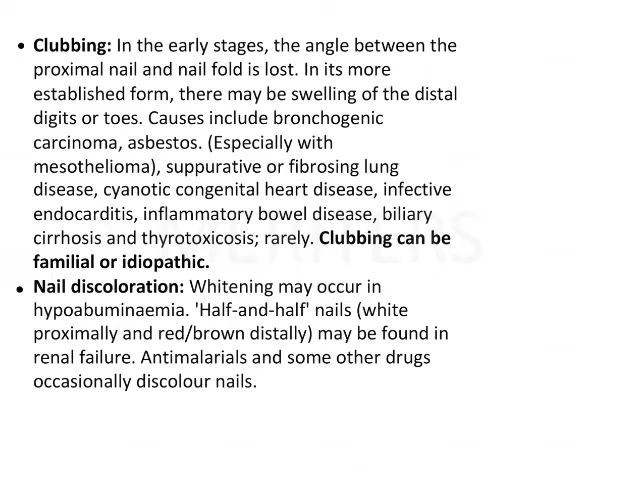 • Clubbing: In the early stages, the angle between the
proximal nail and nail fold is lost. In its more
established form, there may be swelling of the distal
digits or toes. Causes include bronchogenic
carcinoma, asbestos. (Especially with
mesothelioma), suppurative or fibrosing lung
disease, cyanotic congenital heart disease, infective
endocarditis, inflammatory bowel disease, biliary
cirrhosis and thyrotoxicosis; rarely. Clubbing can be
familial or idiopathic.
• Nail discoloration: Whitening may occur in
hypoabuminaemia. 'Half-and-half' nails (white
proximally and red/brown distally) may be found in
renal failure. Antimalarials and some other drugs
occasionally discolour nails.